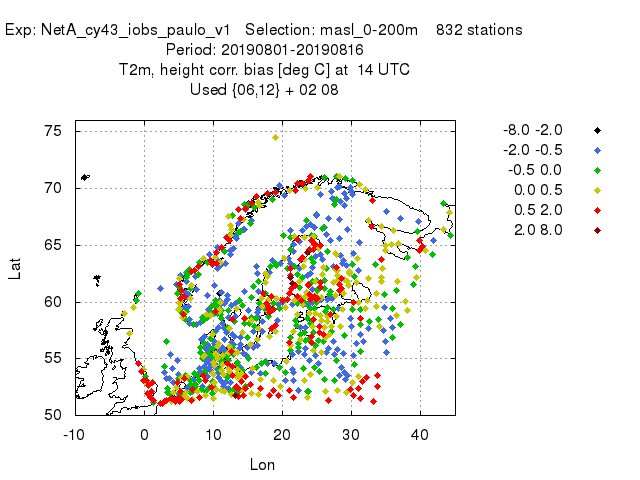 Exp: NetA_cy43_iobs_paulo_v1 Selection: masl_0-200m 832 stations
Period: 20190801-20190816
T2m, height corr. bias [deg C] at 14 UTC
Used {06,12} + 02 08
-8.0 -2.0
-2.0 -0.5
-0.5 0.0
0.0 0.5
0.5 2.0
2.0 8.0
75
70
65
60
55
50
Lat
-10 0 10 20 30 40
Lon